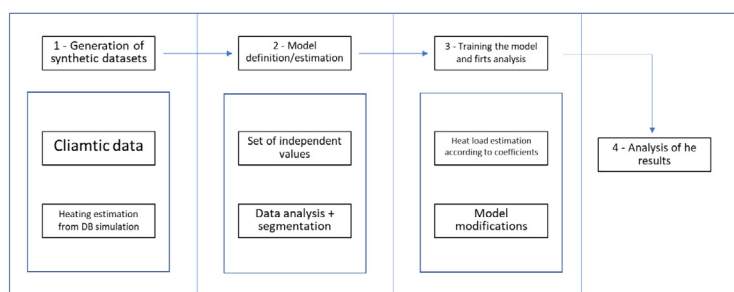 1 - Generation of
synthetic datasets
2 - Model
definition/estimation
3 - Training the model
and firts analysis
Cliamtic data
Heating estimation
from DB simulation
Set of independent
values
Data analysis +
segmentation
Heat load estimation
according to coefficients
Model
modifications
4 - Analysis of he
results